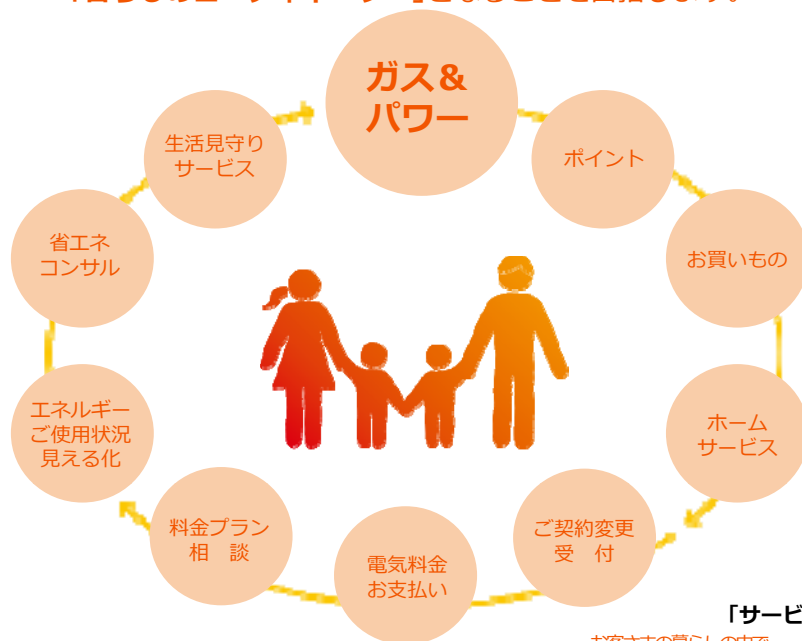 ガス＆
パワー
ポイント
お買いもの
ホーム
サービス
ご契約変更
受　付
電気料金
お支払い
料金プラン
相　談
エネルギー
ご使用状況
見える化
省エネ
コンサル
生活見守り
サービス
「サービ